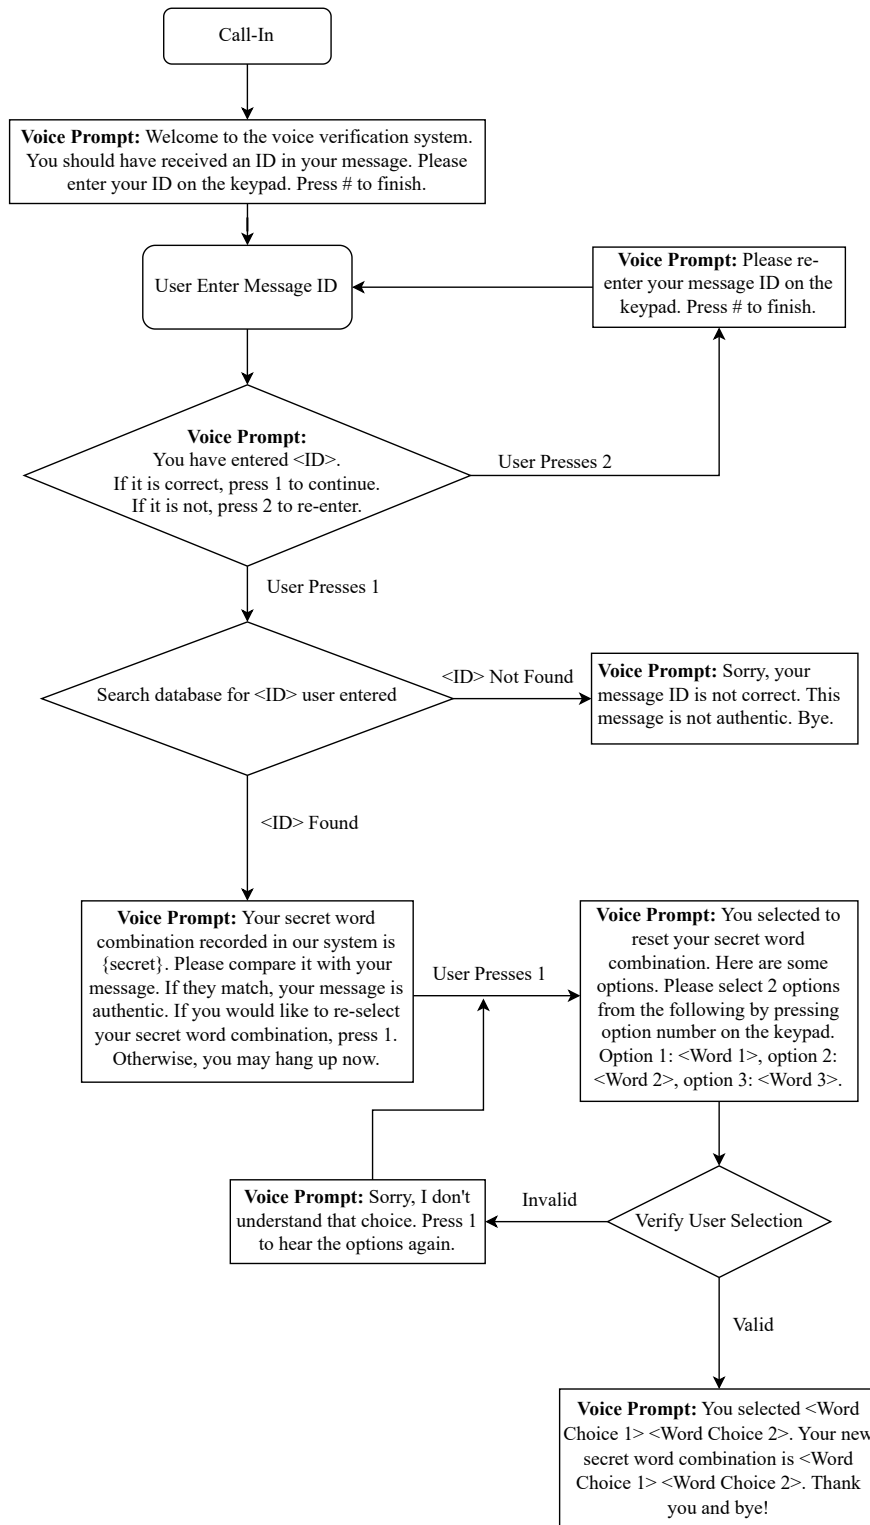 Call-In
Voice Prompt: Welcome to the voice verification system.
You should have received an ID in your message. Please
enter your ID on the keypad. Press # to finish.
User Enter Message ID
Voice Prompt: Please re-
enter your message ID on the
keypad. Press # to finish.
Voice Prompt:
You have entered <ID>.
If it is correct, press 1 to continue.
If it is not, press 2 to re-enter.
User Presses 2
User Presses 1
Search database for <ID> user entered
<ID> Not Found
Voice Prompt: Sorry, your
message ID is not correct. This
message is not authentic. Bye.
<ID> Found
Voice Prompt: Your secret word
combination recorded in our system is
{secret}. Please compare it with your
message. If they match, your message is
authentic. If you would like to re-select
your secret word combination, press 1.
Otherwise, you may hang up now.
User Presses 1
Voice Prompt: You selected to
reset your secret word
combination. Here are some
options. Please select 2 options
from the following by pressing
option number on the keypad.
Option 1: <Word 1>, option 2:
<Word 2>, option 3: <Word 3>.
Voice Prompt: Sorry, I don't
understand that choice. Press 1
to hear the options again.
Invalid
Verify User Selection
Valid
Voice Prompt: You selected <Word
Choice 1> <Word Choice 2>. Your new
secret word combination is <Word
Choice 1> <Word Choice 2>. Thank
you and bye!